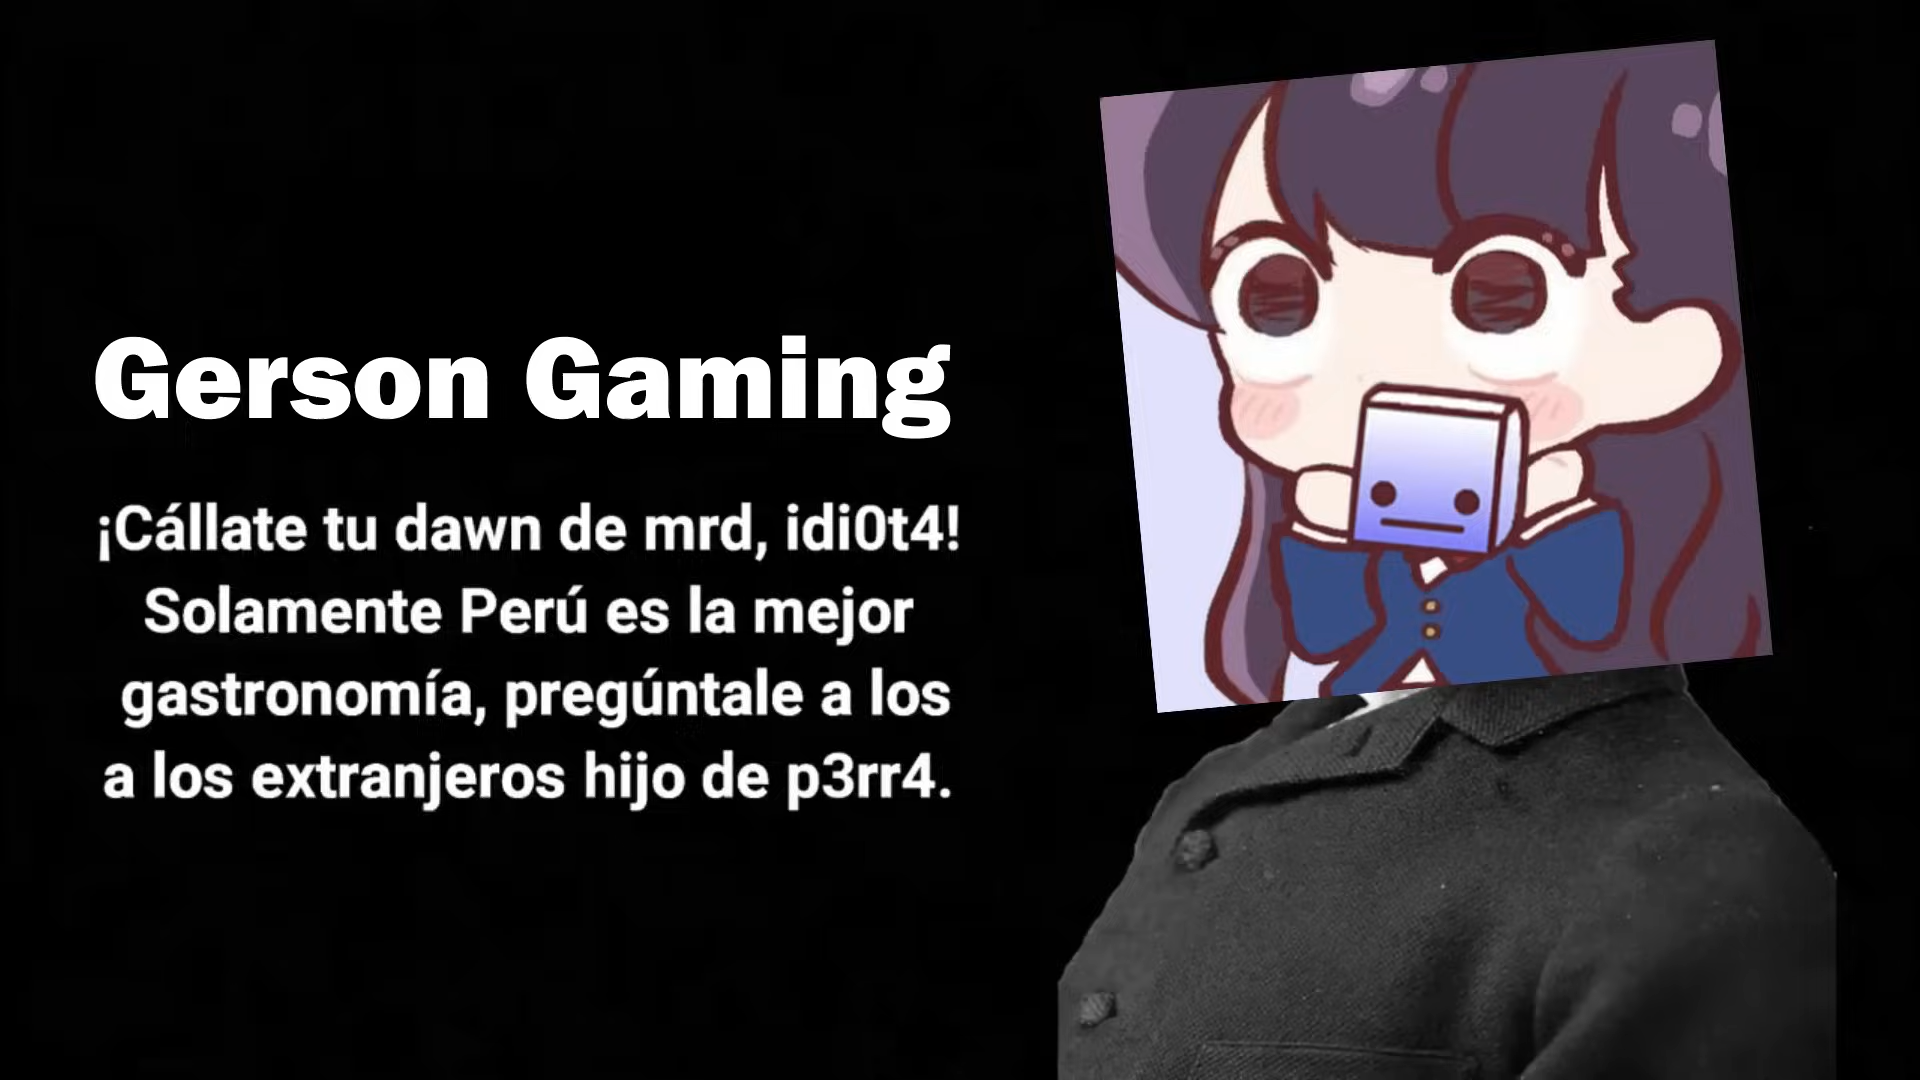 Gerson Gaming
¡Cállate tu dawn de mrd, idi0t4!
Solamente Perú es la mejor
gastronomía, pregúntale a los
a los extranjeros hijo de p3rr4.